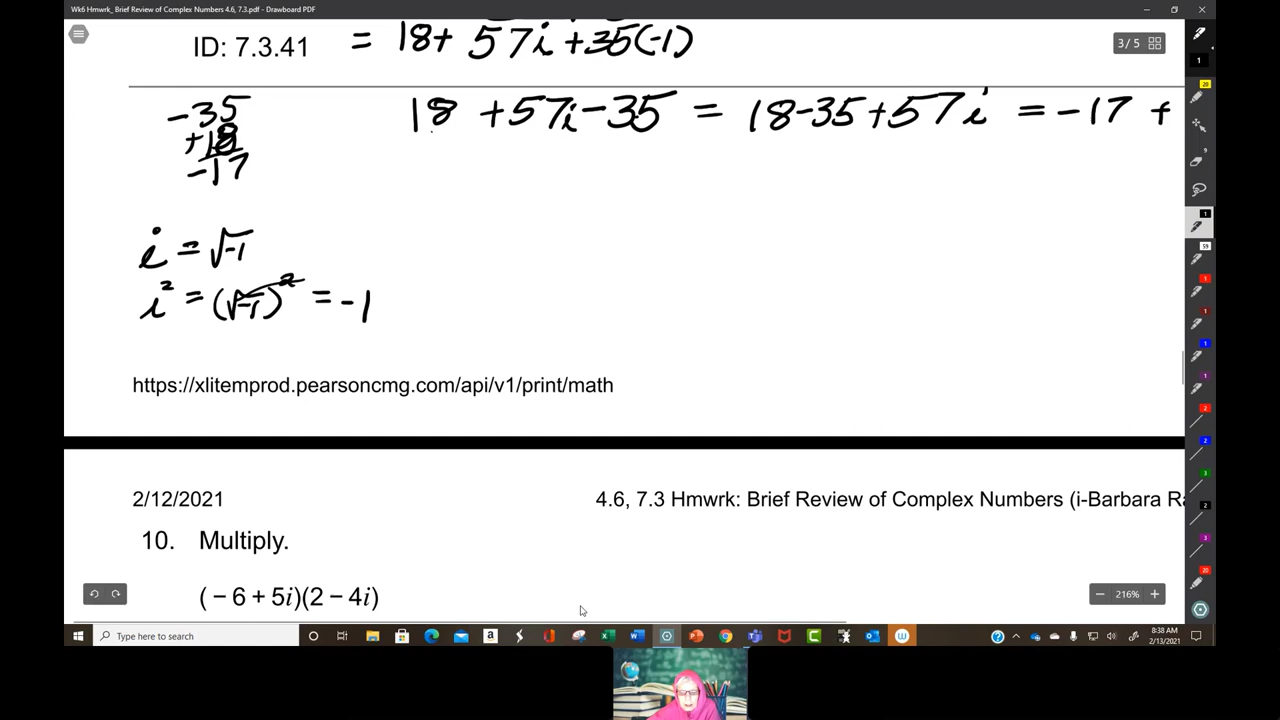 Wk6 Hmwrk_ Brief Review of Complex Numbers 4.6, 7.3.pdf - Drawboard PDF
ID: 7.3.41
= 18+ 57i +35(-1)
3/5
-35
+18
-17
18 +57i -35 = 18-35+57i = -17 +
i = √-1
i² = (√-1)² = -1
https://xlitemprod.pearsoncmg.com/api/v1/print/math
2/12/2021
4.6, 7.3 Hmwrk: Brief Review of Complex Numbers (i-Barbara Ra
10. Multiply.
(− 6 + 5i)(2 − 4i)
216%
Type here to search
8:38 AM
2/13/2021